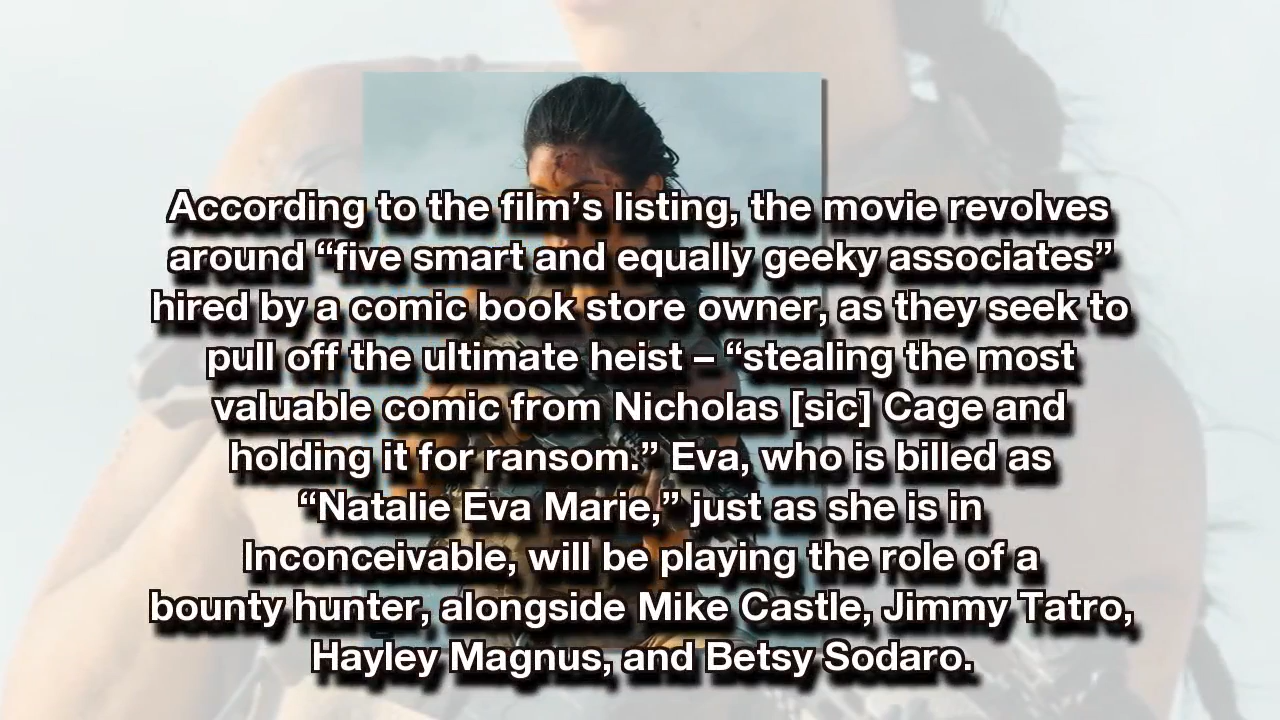 According to the film’s listing, the movie revolves
around “five smart and equally geeky associates”
hired by a comic book store owner, as they seek to
pull off the ultimate heist – “stealing the most
valuable comic from Nicholas [sic] Cage and
holding it for ransom.” Eva, who is billed as
“Natalie Eva Marie,” just as she is in
Inconceivable, will be playing the role of a
bounty hunter, alongside Mike Castle, Jimmy Tatro,
Hayley Magnus, and Betsy Sodaro.